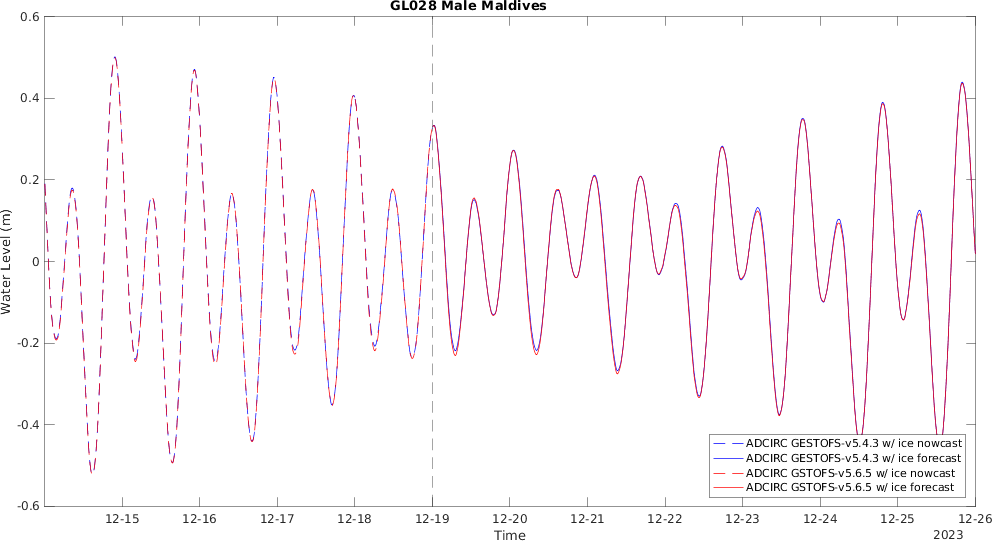 GL028 Male Maldives
Water Level (m)
0.6
0.4
0.2
0
-0.2
-0.4
-0.6
ADCIRC GESTOFS-v5.4.3 w/ ice nowcast
ADCIRC GESTOFS-v5.4.3 w/ ice forecast
ADCIRC GSTOFS-v5.6.5 w/ ice nowcast
ADCIRC GSTOFS-v5.6.5 w/ ice forecast
12-15 12-16 12-17 12-18 12-19 12-20 12-21 12-22 12-23 12-24 12-25 12-26
Time
2023